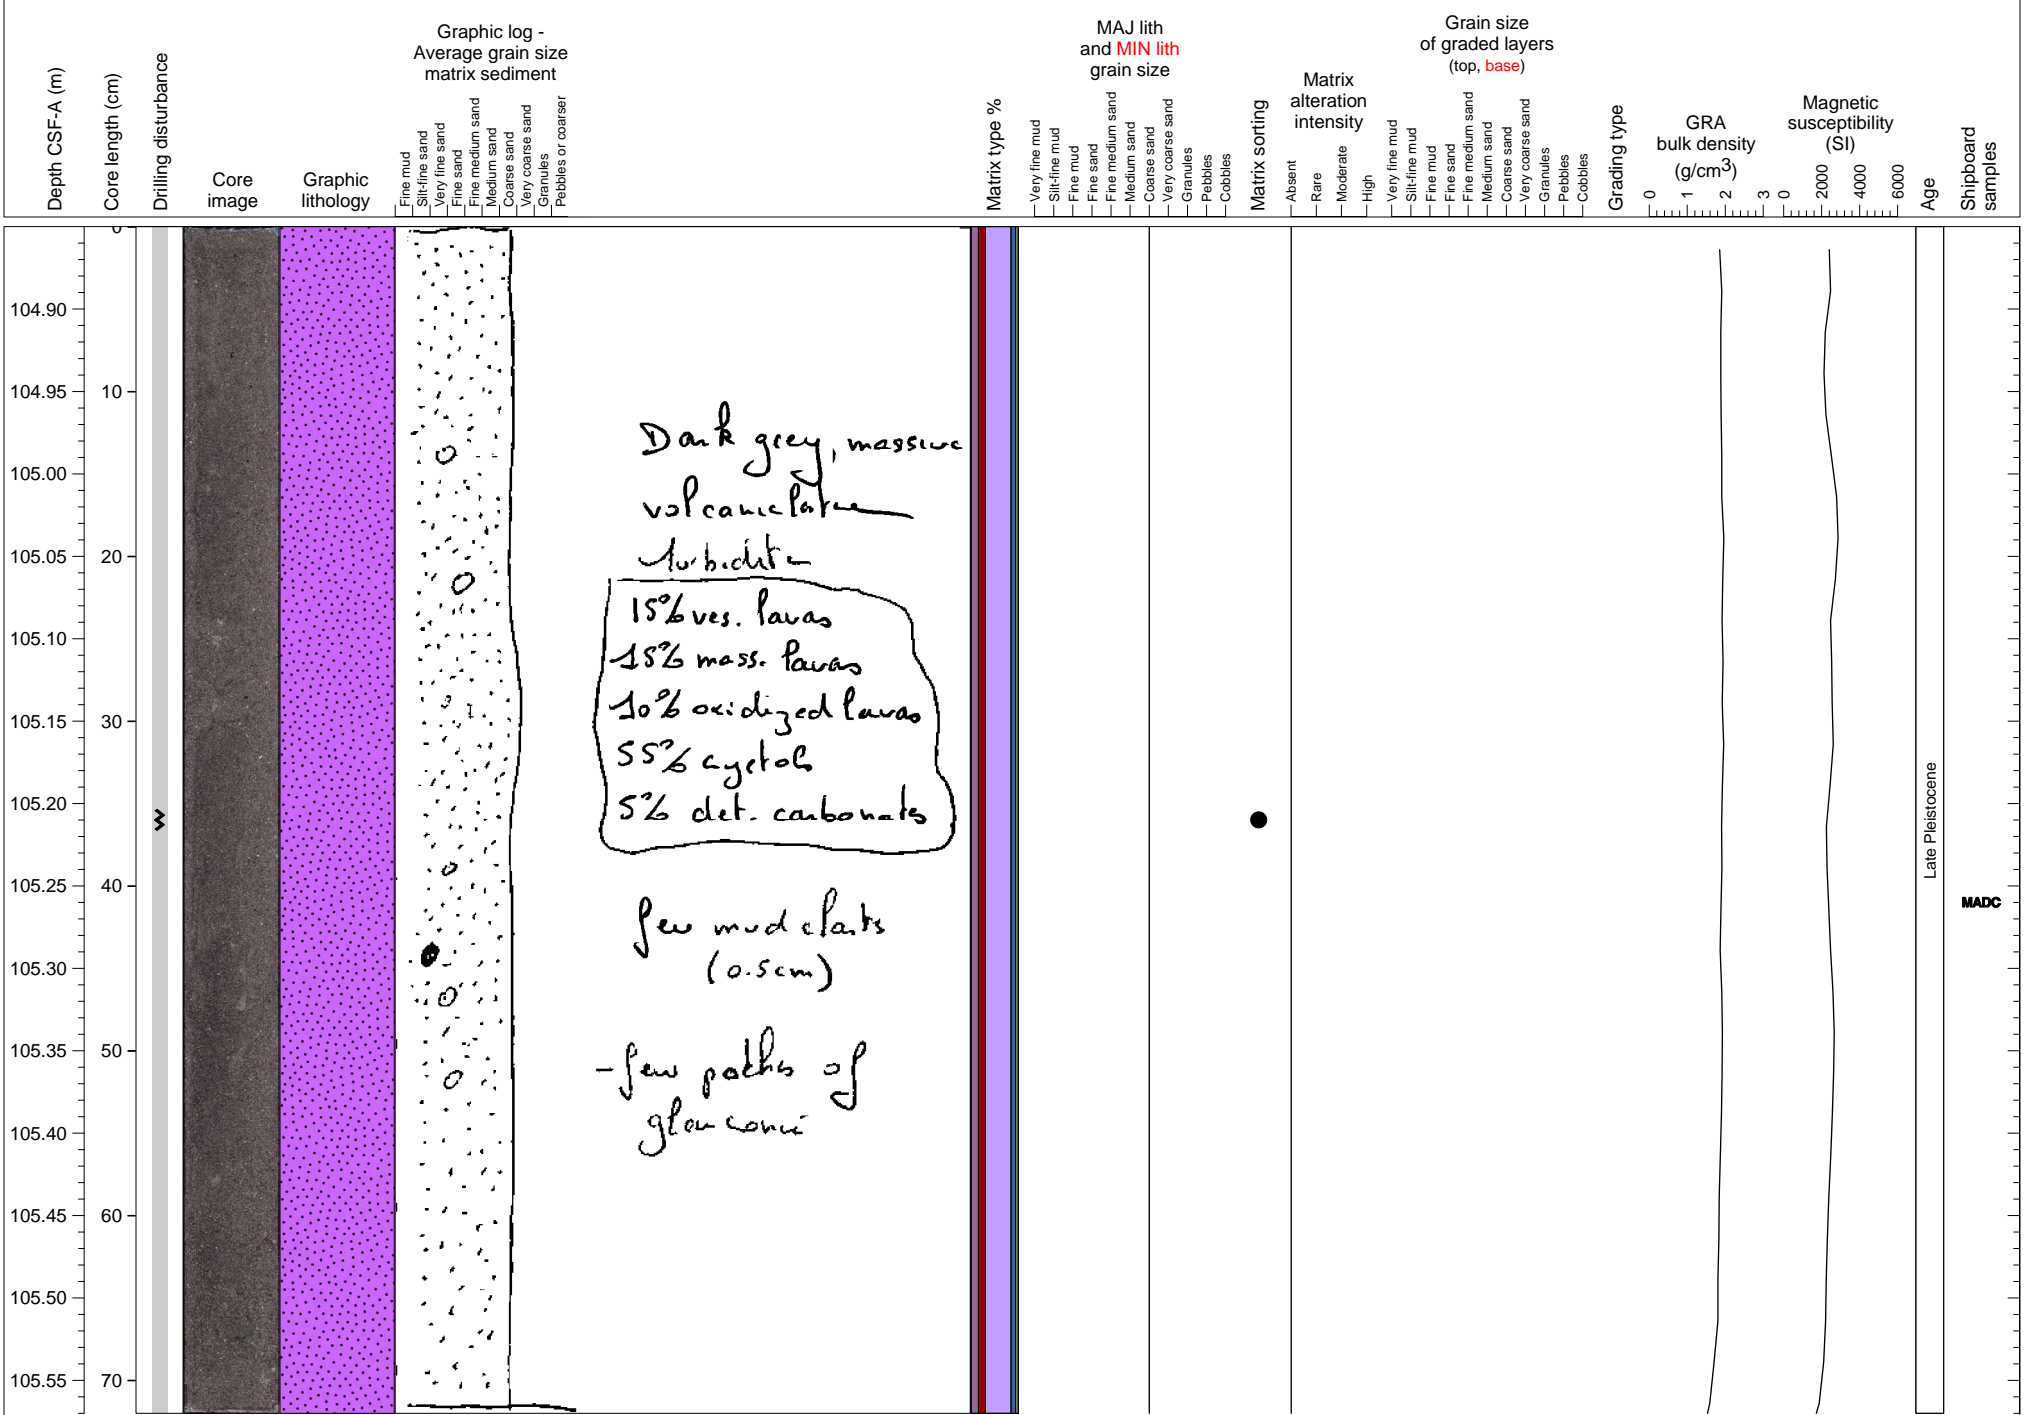 Depth CSF-A (m)
Core length (cm)
Drilling disturbance
Core
image
Graphic
lithology
Graphic log -
Average grain size
matrix sediment
Fine mud
Silt-fine sand
Very fine sand
Fine sand
Fine medium sand
Medium sand
Coarse sand
Very coarse sand
Granules
Pebbles or coarser
Matrix type %
MAJ lith
and MIN lith
grain size
Very fine mud
Silt-fine mud
Fine mud
Fine sand
Fine medium sand
Medium sand
Coarse sand
Very coarse sand
Granules
Pebbles
Cobbles
Matrix sorting
Matrix
alteration
intensity
Absent
Rare
Moderate
High
Grain size
of graded layers
(top, base)
Very fine mud
Silt-fine mud
Fine mud
Fine sand
Fine medium sand
Medium sand
Coarse sand
Very coarse sand
Granules
Pebbles
Cobbles
Grading type
GRA
bulk density
(g/cm3)
0 1 2 3
Magnetic
susceptibility
(SI)
0 2000 4000 6000
Age
Shipboard
samples
0
104.90
104.95 10
105.00
105.05 20
105.10
105.15 30
105.20
105.25 40
105.30
105.35 50
105.40
105.45 60
105.50
105.55 70
Dark grey, massive
volcaniclastic
turbidite
15% ves. lavas
15% mass. lavas
10% oxidized lavas
55% crystals
5% det. carbonates
few mud clasts
(0.5cm)
- few patches of
glauconie
Late Pleistocene
MADC